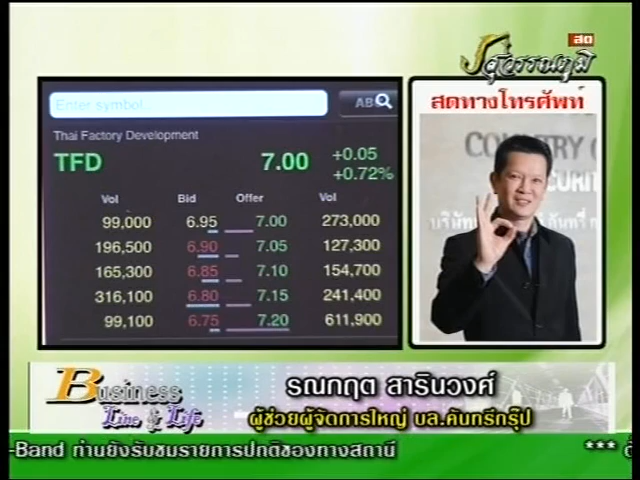 สด
สุวรรณภูมิ
Enter symbol...
Thai Factory Development
TFD 7.00 +0.05
+0.72%
Vol Bid Offer Vol
99,000 6.95 7.00 273,000
196,500 6.90 7.05 127,300
165,300 6.85 7.10 154,700
316,100 6.80 7.15 241,400
99,100 6.75 7.20 611,900
สดทางโทรศัพท์
COUNTRY
บริษัท
Business
Line & Life
รณกฤต สารินวงศ์
ผู้ช่วยผู้จัดการใหญ่ บล.คันทรีกรุ๊ป
-Band ท่านยังรับชมรายการปกติของทางสถานี ***